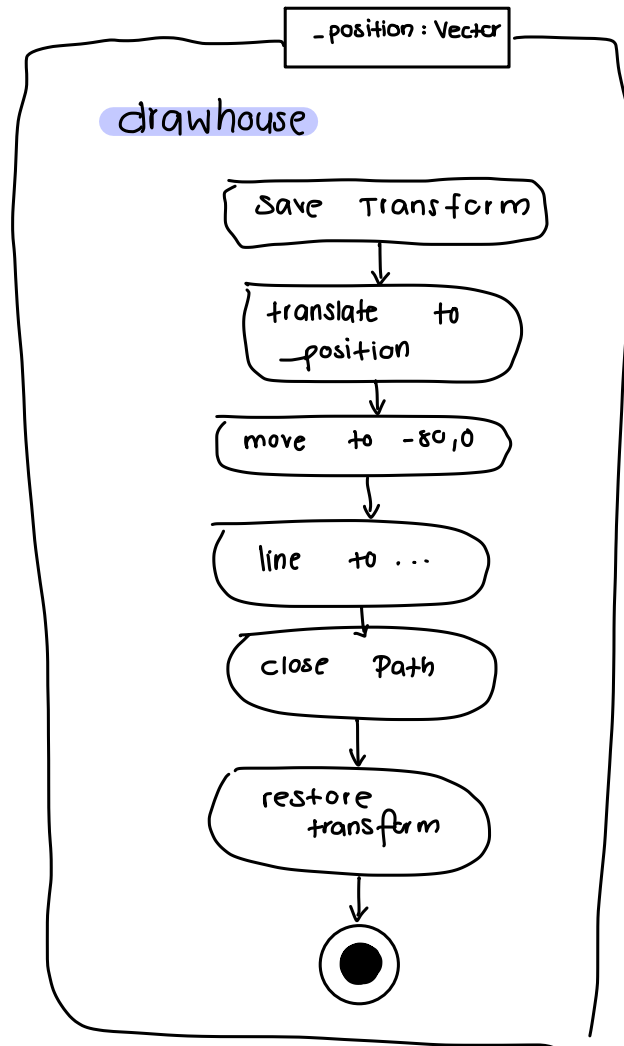 _position: Vector
drawhouse
Save Transform
translate to
_position
move to -80,0
line to ...
close Path
restore
transform